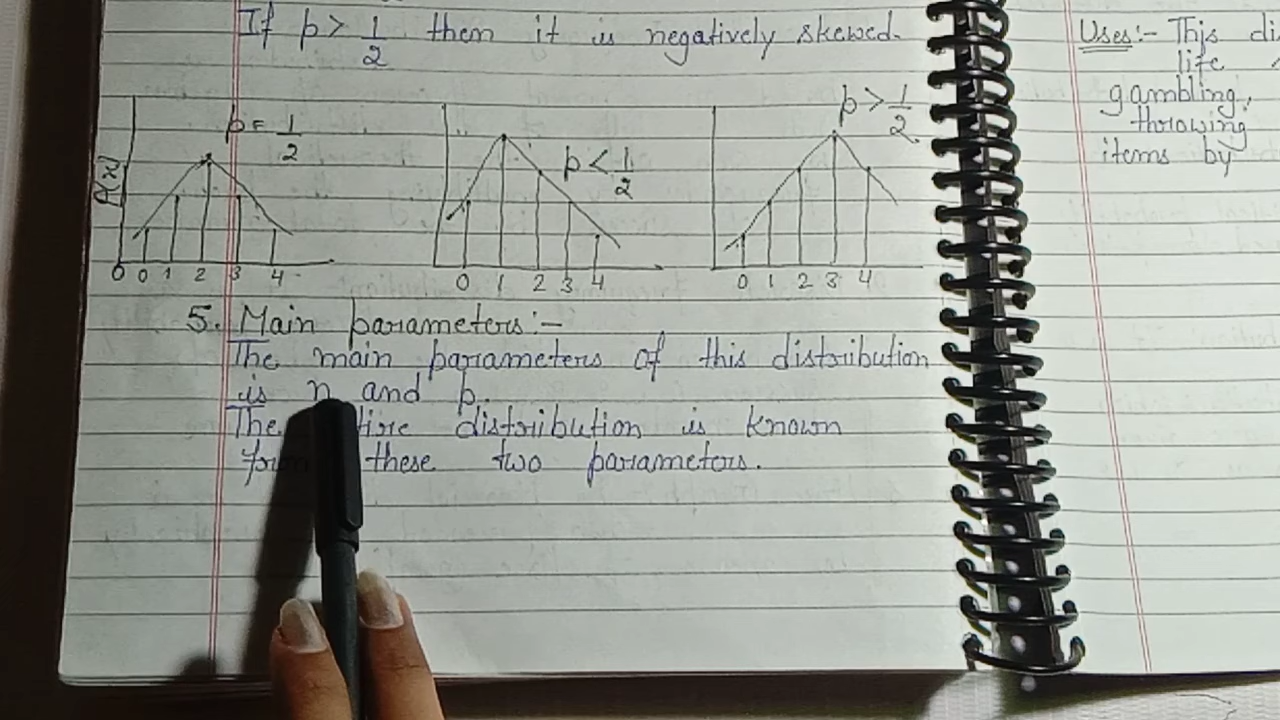 If p > 1/2 then it is negatively skewed.
p = 1/2
p < 1/2
p > 1/2
P(x)
0 0 1 2 3 4
0 1 2 3 4
0 1 2 3 4
5. Main parameters:-
The main parameters of this distribution
is n and p.
The distribution is known
these two parameters.
Uses:- This
life
gambling,
throwing
items by